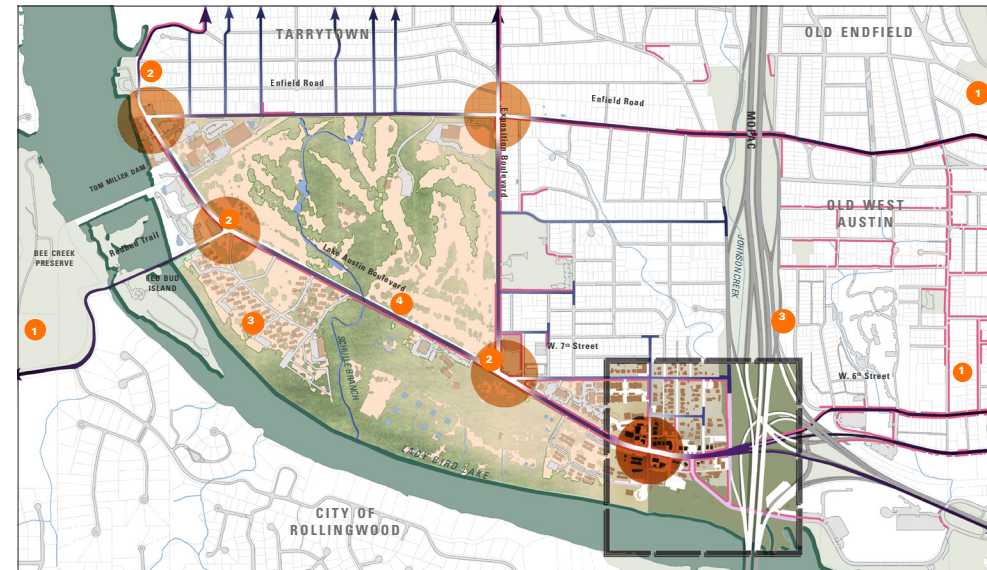 TARRYTOWN
OLD ENDFIELD
2
Enfield Road
1
Enfield Road
Exposition Boulevard
MOPAC
TOM MILLER DAM
OLD WEST
AUSTIN
2
Redbud Trail
BEE CREEK
PRESERVE
RED BUD
ISLAND
Lake Austin Boulevard
JOHNSON CREEK
4
3
3
1
SCHULLE BRANCH
W. 7th Street
2
W. 6th Street
1
LADY BIRD LAKE
CITY OF
ROLLINGWOOD